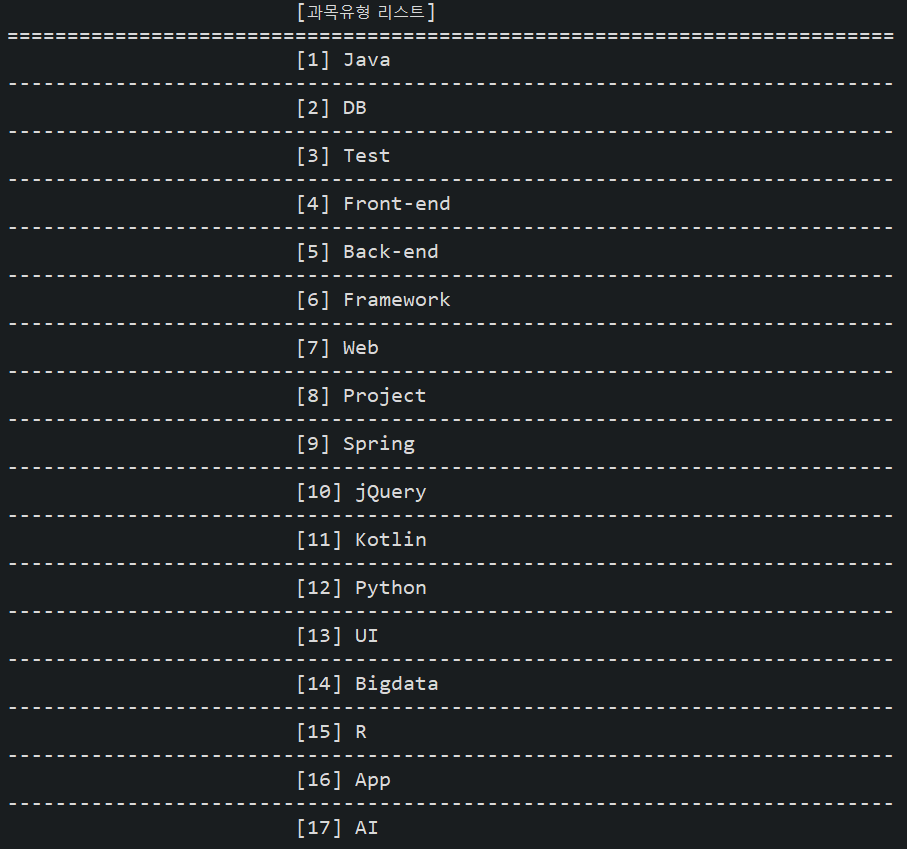 [과목유형 리스트]
==========================================================================
[1] Java
--------------------------------------------------------------------------
[2] DB
--------------------------------------------------------------------------
[3] Test
--------------------------------------------------------------------------
[4] Front-end
--------------------------------------------------------------------------
[5] Back-end
--------------------------------------------------------------------------
[6] Framework
--------------------------------------------------------------------------
[7] Web
--------------------------------------------------------------------------
[8] Project
--------------------------------------------------------------------------
[9] Spring
--------------------------------------------------------------------------
[10] jQuery
--------------------------------------------------------------------------
[11] Kotlin
--------------------------------------------------------------------------
[12] Python
--------------------------------------------------------------------------
[13] UI
--------------------------------------------------------------------------
[14] Bigdata
--------------------------------------------------------------------------
[15] R
--------------------------------------------------------------------------
[16] App
--------------------------------------------------------------------------
[17] AI